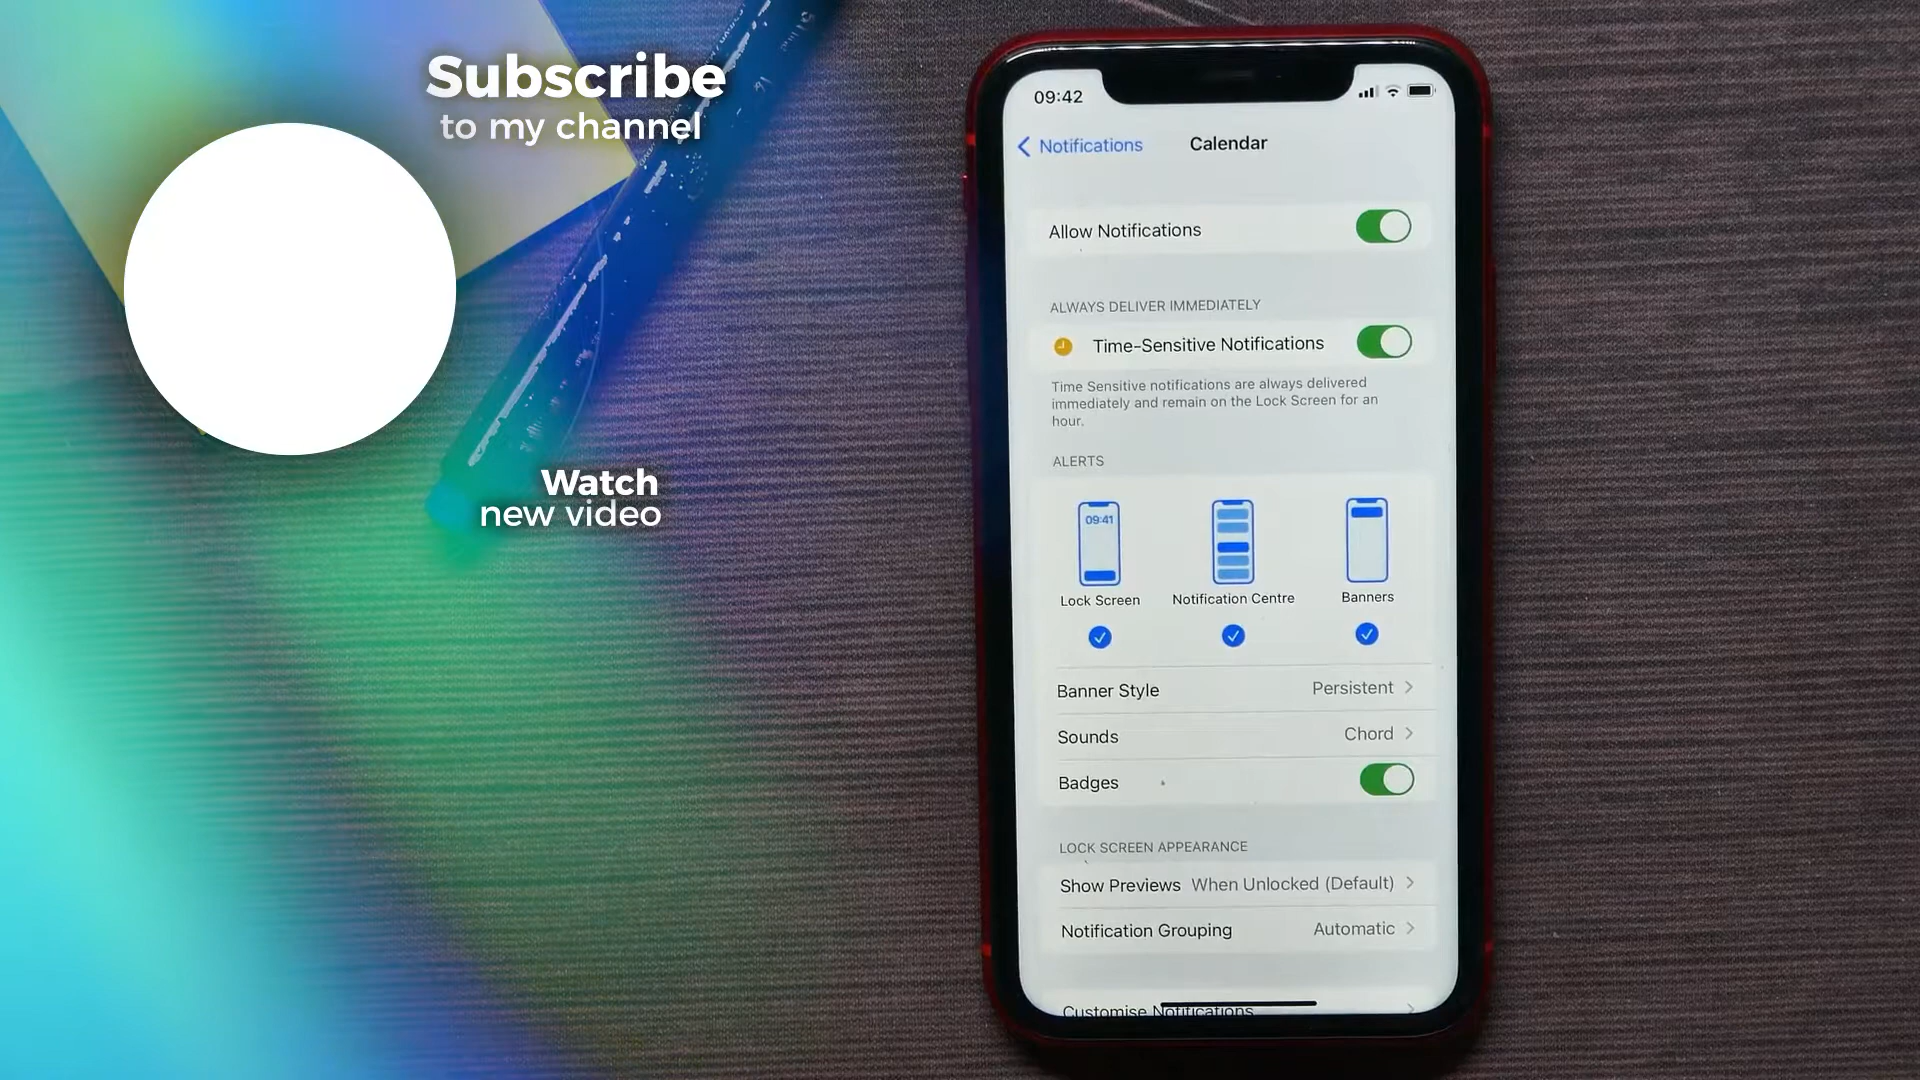 Subscribe
to my channel
Watch
new video
09:42
Notifications
Calendar
Allow Notifications
ALWAYS DELIVER IMMEDIATELY
Time-Sensitive Notifications
Time Sensitive notifications are always delivered
immediately and remain on the Lock Screen for an
hour.
ALERTS
09:41
Lock Screen
Notification Centre
Banners
Banner Style Persistent
Sounds Chord
Badges
LOCK SCREEN APPEARANCE
Show Previews When Unlocked (Default)
Notification Grouping Automatic
Customise Notifications